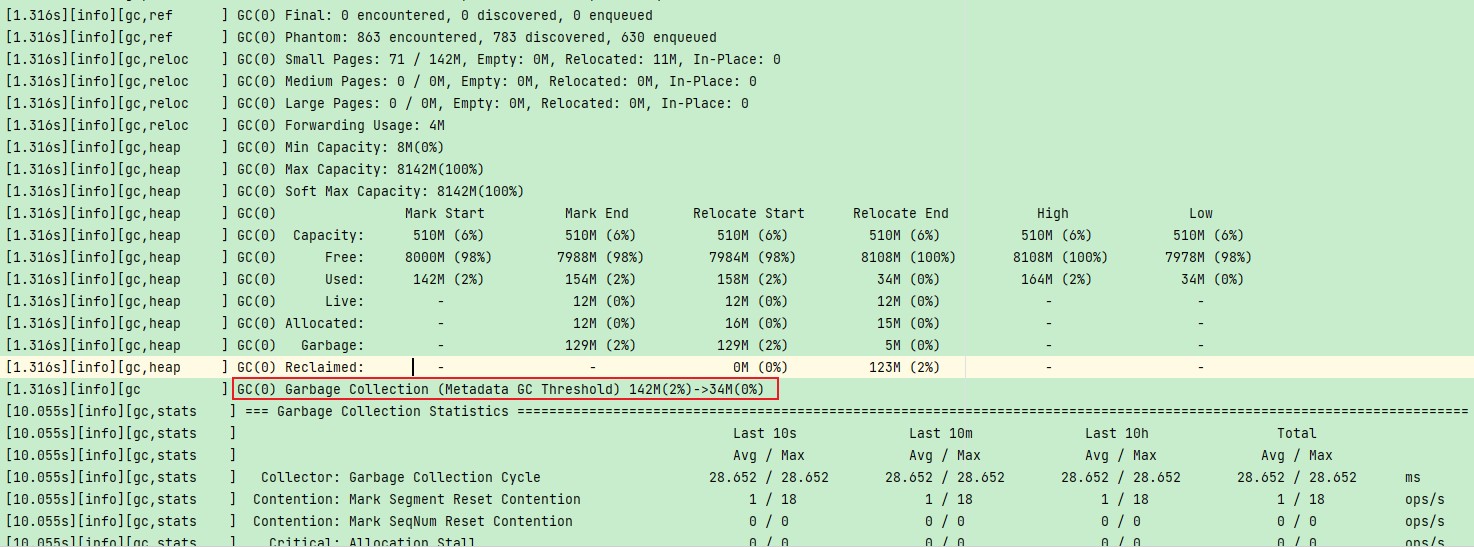 [1.316s][info][gc,ref      ] GC(0) Final: 0 encountered, 0 discovered, 0 enqueued
[1.316s][info][gc,ref      ] GC(0) Phantom: 863 encountered, 783 discovered, 630 enqueued
[1.316s][info][gc,reloc    ] GC(0) Small Pages: 71 / 142M, Empty: 0M, Relocated: 11M, In-Place: 0
[1.316s][info][gc,reloc    ] GC(0) Medium Pages: 0 / 0M, Empty: 0M, Relocated: 0M, In-Place: 0
[1.316s][info][gc,reloc    ] GC(0) Large Pages: 0 / 0M, Empty: 0M, Relocated: 0M, In-Place: 0
[1.316s][info][gc,reloc    ] GC(0) Forwarding Usage: 4M
[1.316s][info][gc,heap     ] GC(0) Min Capacity: 8M(0%)
[1.316s][info][gc,heap     ] GC(0) Max Capacity: 8142M(100%)
[1.316s][info][gc,heap     ] GC(0) Soft Max Capacity: 8142M(100%)
[1.316s][info][gc,heap     ] GC(0)                Mark Start          Mark End        Relocate Start      Relocate End           High               Low
[1.316s][info][gc,heap     ] GC(0)  Capacity:      510M (6%)          510M (6%)          510M (6%)          510M (6%)          510M (6%)          510M (6%)
[1.316s][info][gc,heap     ] GC(0)      Free:     8000M (98%)        7988M (98%)        7984M (98%)        8108M (100%)       8108M (100%)       7978M (98%)
[1.316s][info][gc,heap     ] GC(0)      Used:      142M (2%)          154M (2%)          158M (2%)           34M (0%)          164M (2%)           34M (0%)
[1.316s][info][gc,heap     ] GC(0)      Live:         -                12M (0%)           12M (0%)           12M (0%)             -                  -
[1.316s][info][gc,heap     ] GC(0) Allocated:         -                12M (0%)           16M (0%)           15M (0%)             -                  -
[1.316s][info][gc,heap     ] GC(0)   Garbage:         -               129M (2%)          129M (2%)            5M (0%)             -                  -
[1.316s][info][gc,heap     ] GC(0) Reclaimed:         -                  -                 0M (0%)          123M (2%)             -                  -
[1.316s][info][gc          ] GC(0) Garbage Collection (Metadata GC Threshold) 142M(2%)->34M(0%)
[10.055s][info][gc,stats    ] === Garbage Collection Statistics =======================================================================================================================
[10.055s][info][gc,stats    ]                                                              Last 10s              Last 10m              Last 10h                Total
[10.055s][info][gc,stats    ]                                                              Avg / Max             Avg / Max             Avg / Max             Avg / Max
[10.055s][info][gc,stats    ]   Collector: Garbage Collection Cycle                     28.652 / 28.652       28.652 / 28.652       28.652 / 28.652       28.652 / 28.652      ms
[10.055s][info][gc,stats    ]  Contention: Mark Segment Reset Contention                     1 / 18                1 / 18                1 / 18                1 / 18          ops/s
[10.055s][info][gc,stats    ]  Contention: Mark SeqNum Reset Contention                      0 / 0                 0 / 0                 0 / 0                 0 / 0           ops/s
[10.055s][info][gc,stats    ]    Critical: Allocation Stall                                  0 / 0                 0 / 0                 0 / 0                 0 / 0           ops/s